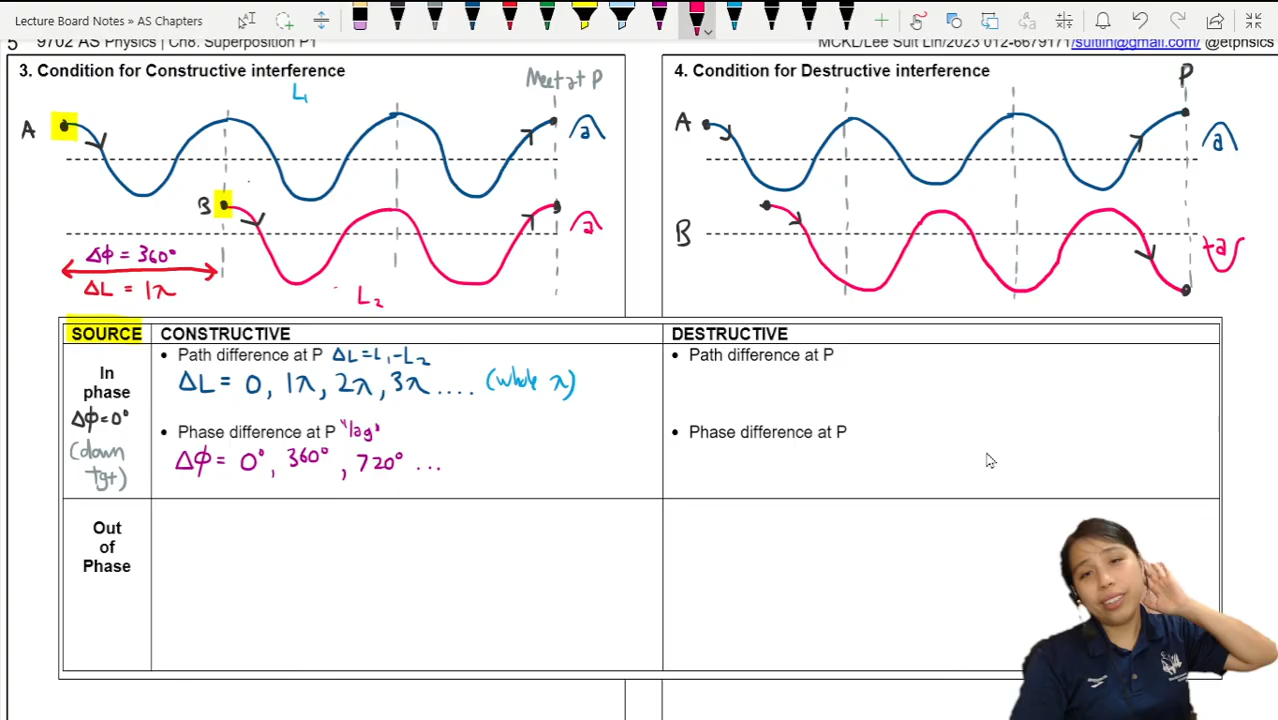 Lecture Board Notes » AS Chapters
5 9702 AS Physics | Ch8. Superposition P1
MCKL/Lee Suit Lin/2023 012-6679171/suitlin@gmail.com/ @etphsics
3. Condition for Constructive interference
L₁
Meet at P
A
a
B
a
Δϕ = 360°
ΔL = 1λ
L₂
4. Condition for Destructive interference
P
A
a
B
-a
SOURCE
CONSTRUCTIVE
DESTRUCTIVE
In
phase
Δϕ=0°
(down
tgt)
• Path difference at P ΔL=L₁-L₂
ΔL = 0, 1λ, 2λ, 3λ .... (whole λ)
• Phase difference at P "lag"
Δϕ = 0°, 360°, 720° ...
• Path difference at P
• Phase difference at P
Out
of
Phase